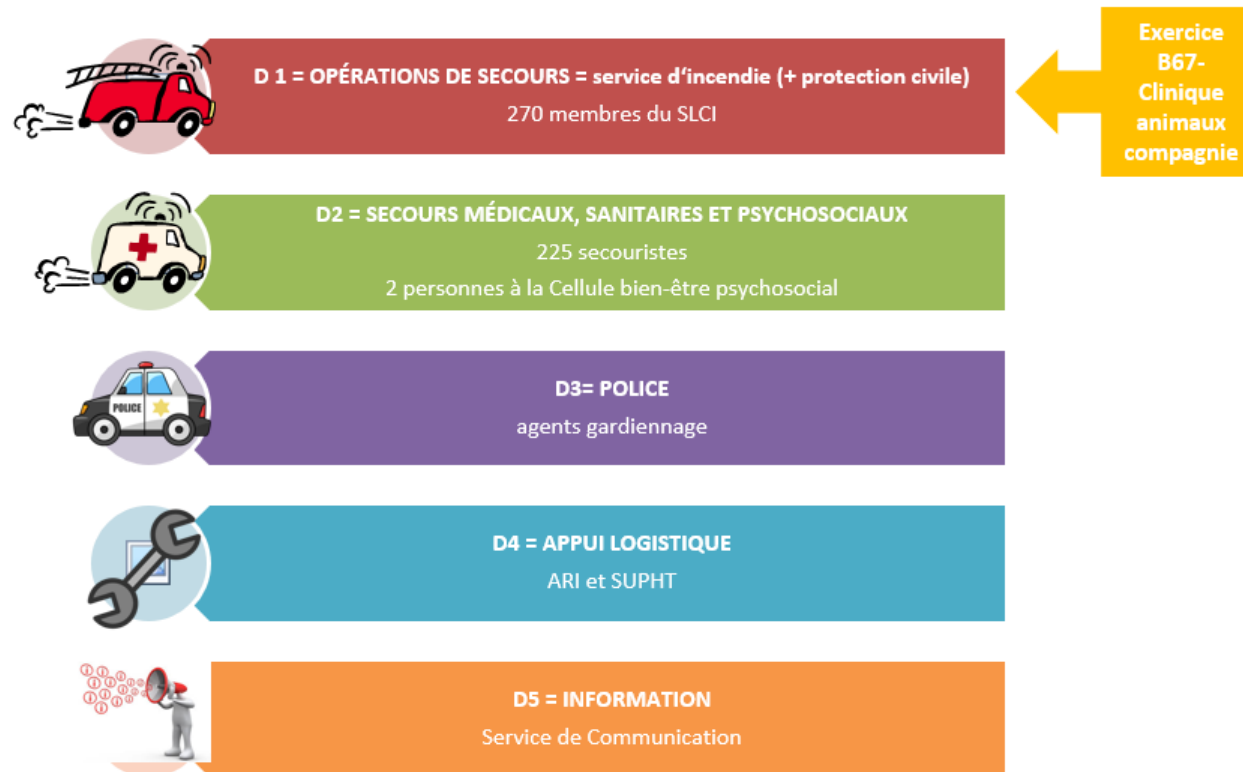 D 1 = OPÉRATIONS DE SECOURS = service d'incendie (+ protection civile)
270 membres du SLCI
Exercice
B67-
Clinique
animaux
compagnie
D2 = SECOURS MÉDICAUX, SANITAIRES ET PSYCHOSOCIAUX
225 secouristes
2 personnes à la Cellule bien-être psychosocial
POLICE
D3= POLICE
agents gardiennage
D4 = APPUI LOGISTIQUE
ARI et SUPHT
D5 = INFORMATION
Service de Communication